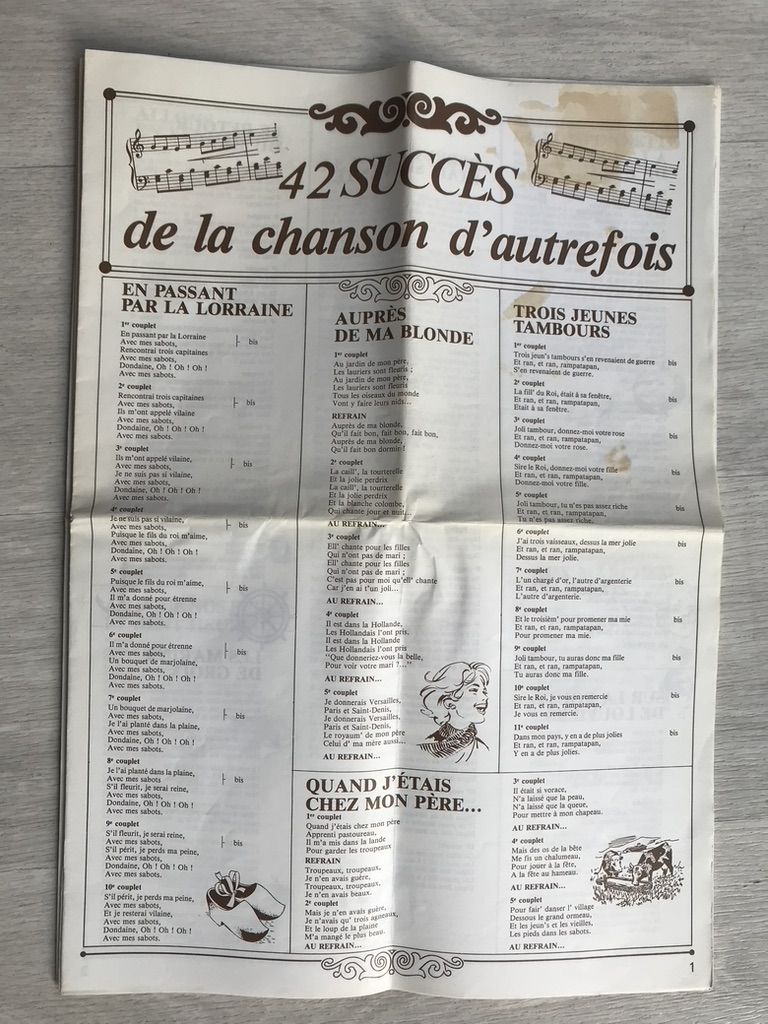 42 SUCCÈS
de la chanson d'autrefois
EN PASSANT
PAR LA LORRAINE
1er couplet
En passant par la Lorraine
Avec mes sabots, bis
Rencontrai trois capitaines
Avec mes sabots,
Dondaine, Oh ! Oh ! Oh !
Avec mes sabots.
2e couplet
Rencontrai trois capitaines
Avec mes sabots, bis
Ils m'ont appelé vilaine
Avec mes sabots,
Dondaine, Oh ! Oh ! Oh !
Avec mes sabots.
3e couplet
Ils m'ont appelé vilaine,
Avec mes sabots, bis
Je ne suis pas si vilaine,
Avec mes sabots,
Dondaine, Oh ! Oh ! Oh !
Avec mes sabots.
4e couplet
Je ne suis pas si vilaine,
Avec mes sabots, bis
Puisque le fils du roi m'aime,
Avec mes sabots,
Dondaine, Oh ! Oh ! Oh !
Avec mes sabots.
5e couplet
Puisque le fils du roi m'aime,
Avec mes sabots, bis
Il m'a donné pour étrenne
Avec mes sabots,
Dondaine, Oh ! Oh ! Oh !
Avec mes sabots.
6e couplet
Il m'a donné pour étrenne
Avec mes sabots, bis
Un bouquet de marjolaine,
Avec mes sabots,
Dondaine, Oh ! Oh ! Oh !
Avec mes sabots.
7e couplet
Un bouquet de marjolaine,
Avec mes sabots, bis
Je l'ai planté dans la plaine,
Avec mes sabots,
Dondaine, Oh ! Oh ! Oh !
Avec mes sabots.
8e couplet
Je l'ai planté dans la plaine,
Avec mes sabots bis
S'il fleurit, je serai reine,
Avec mes sabots,
Dondaine, Oh ! Oh ! Oh !
Avec mes sabots.
9e couplet
S'il fleurit, je serai reine,
Avec mes sabots, bis
S'il périt, je perds ma peine,
Avec mes sabots,
Dondaine, Oh ! Oh ! Oh !
Avec mes sabots.
10e couplet
S'il périt, je perds ma peine,
Avec mes sabots,
Et je resterai vilaine,
Avec mes sabots,
Dondaine, Oh ! Oh ! Oh !
Avec mes sabots.
AUPRÈS
DE MA BLONDE
1er couplet
Au jardin de mon père,
Les lauriers sont fleuris ;
Au jardin de mon père,
Les lauriers sont fleuris
Tous les oiseaux du monde
Vont y faire leurs nids...
REFRAIN
Auprès de ma blonde,
Qu'il fait bon, fait bon, fait bon,
Auprès de ma blonde,
Qu'il fait bon dormir !
2e couplet
La caill', la tourterelle
Et la jolie perdrix
La caill', la tourterelle
Et la jolie perdrix
Et la blanche colombe,
Qui chante jour et nuit...
AU REFRAIN...
3e couplet
Ell' chante pour les filles
Qui n'ont pas de mari ;
Ell' chante pour les filles
Qui n'ont pas de mari ;
C'est pas pour moi qu'ell' chante
Car j'en ai t'un joli...
AU REFRAIN...
4e couplet
Il est dans la Hollande,
Les Hollandais l'ont pris,
Il est dans la Hollande
Les Hollandais l'ont pris
"Que donneriez-vous la belle,
Pour voir votre mari ?..."
AU REFRAIN...
5e couplet
Je donnerais Versailles,
Paris et Saint-Denis,
Je donnerais Versailles,
Paris et Saint-Denis,
Le royaum' de mon père
Celui d' ma mère aussi...
AU REFRAIN...
TROIS JEUNES
TAMBOURS
1er couplet
Trois jeun's tambours s'en revenaient de guerre bis
Et ran, et ran, rampatapan,
S'en revenaient de guerre.
2e couplet
La fill' du Roi, était à sa fenêtre, bis
Et ran, et ran, rampatapan,
Était à sa fenêtre.
3e couplet
Joli tambour, donnez-moi votre rose bis
Et ran, et ran, rampatapan,
Donnez-moi votre rose.
4e couplet
Sire le Roi, donnez-moi votre fille bis
Et ran, et ran, rampatapan,
Donnez-moi votre fille.
5e couplet
Joli tambour, tu n'es pas assez riche bis
Et ran, et ran, rampatapan,
Tu n'es pas assez riche.
6e couplet
J'ai trois vaisseaux, dessus la mer jolie bis
Et ran, et ran, rampatapan,
Dessus la mer jolie.
7e couplet
L'un chargé d'or, l'autre d'argenterie bis
Et ran, et ran, rampatapan,
L'autre d'argenterie.
8e couplet
Et le troisièm' pour promener ma mie bis
Et ran, et ran, rampatapan,
Pour promener ma mie.
9e couplet
Joli tambour, tu auras donc ma fille bis
Et ran, et ran, rampatapan,
Tu auras donc ma fille.
10e couplet
Sire le Roi, je vous en remercie bis
Et ran, et ran, rampatapan
Je vous en remercie.
11e couplet
Dans mon pays, y en a de plus jolies bis
Et ran, et ran, rampatapan,
Y en a de plus jolies.
QUAND J'ÉTAIS
CHEZ MON PÈRE...
1er couplet
Quand j'étais chez mon père
Apprenti pastoureau,
Il m'a mis dans la lande
Pour garder les troupeaux
REFRAIN
Troupeaux, troupeaux,
Je n'en avais guère,
Troupeaux, troupeaux,
Je n'en avais beaux.
2e couplet
Mais je n'en avais guère,
Je n'avais qu' trois agneaux,
Et le loup de la plaine
M'a mangé le plus beau.
AU REFRAIN...
3e couplet
Il était si vorace,
N'a laissé que la peau,
N'a laissé que la queue,
Pour mettre à mon chapeau.
AU REFRAIN...
4e couplet
Mais des os de la bête
Me fis un chalumeau,
Pour jouer à la fête,
A la fête au hameau.
AU REFRAIN...
5e couplet
Pour fair' danser l' village
Dessous le grand ormeau,
Et les jeun's et les vieilles,
Les pieds dans les sabots.
AU REFRAIN...
1